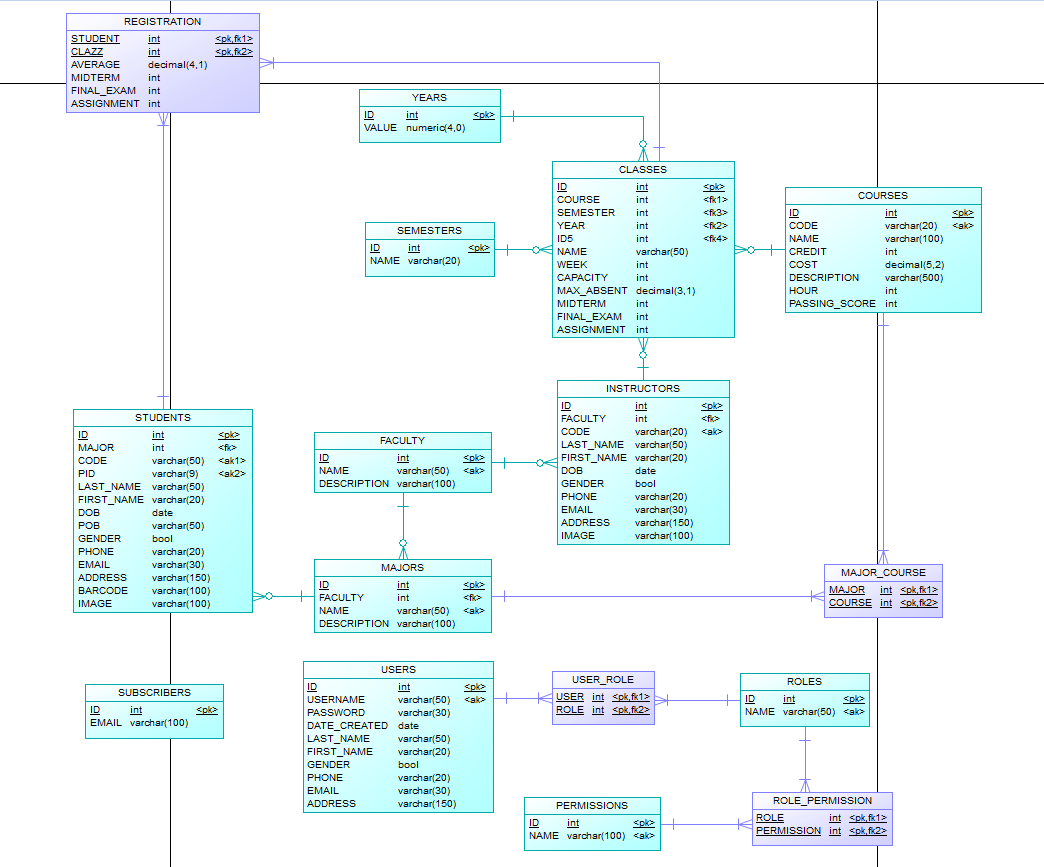 REGISTRATION
STUDENT int <pk,fk1>
CLAZZ int <pk,fk2>
AVERAGE decimal(4,1)
MIDTERM int
FINAL_EXAM int
ASSIGNMENT int
YEARS
ID int <pk>
VALUE numeric(4,0)
CLASSES
ID int <pk>
COURSE int <fk1>
SEMESTER int <fk3>
YEAR int <fk2>
ID5 int <fk4>
NAME varchar(50)
WEEK int
CAPACITY int
MAX_ABSENT decimal(3,1)
MIDTERM int
FINAL_EXAM int
ASSIGNMENT int
COURSES
ID int <pk>
CODE varchar(20) <ak>
NAME varchar(100)
CREDIT int
COST decimal(5,2)
DESCRIPTION varchar(500)
HOUR int
PASSING_SCORE int
SEMESTERS
ID int <pk>
NAME varchar(20)
INSTRUCTORS
ID int <pk>
FACULTY int <fk>
CODE varchar(20) <ak>
LAST_NAME varchar(50)
FIRST_NAME varchar(20)
DOB date
GENDER bool
PHONE varchar(20)
EMAIL varchar(30)
ADDRESS varchar(150)
IMAGE varchar(100)
STUDENTS
ID int <pk>
MAJOR int <fk>
CODE varchar(50) <ak1>
PID varchar(9) <ak2>
LAST_NAME varchar(50)
FIRST_NAME varchar(20)
DOB date
POB varchar(50)
GENDER bool
PHONE varchar(20)
EMAIL varchar(30)
ADDRESS varchar(150)
BARCODE varchar(100)
IMAGE varchar(100)
FACULTY
ID int <pk>
NAME varchar(50) <ak>
DESCRIPTION varchar(100)
MAJORS
ID int <pk>
FACULTY int <fk>
NAME varchar(50) <ak>
DESCRIPTION varchar(100)
MAJOR_COURSE
MAJOR int <pk,fk1>
COURSE int <pk,fk2>
SUBSCRIBERS
ID int <pk>
EMAIL varchar(100)
USERS
ID int <pk>
USERNAME varchar(50) <ak>
PASSWORD varchar(30)
DATE_CREATED date
LAST_NAME varchar(50)
FIRST_NAME varchar(20)
GENDER bool
PHONE varchar(20)
EMAIL varchar(30)
ADDRESS varchar(150)
USER_ROLE
USER int <pk,fk1>
ROLE int <pk,fk2>
ROLES
ID int <pk>
NAME varchar(50) <ak>
PERMISSIONS
ID int <pk>
NAME varchar(100) <ak>
ROLE_PERMISSION
ROLE int <pk,fk1>
PERMISSION int <pk,fk2>